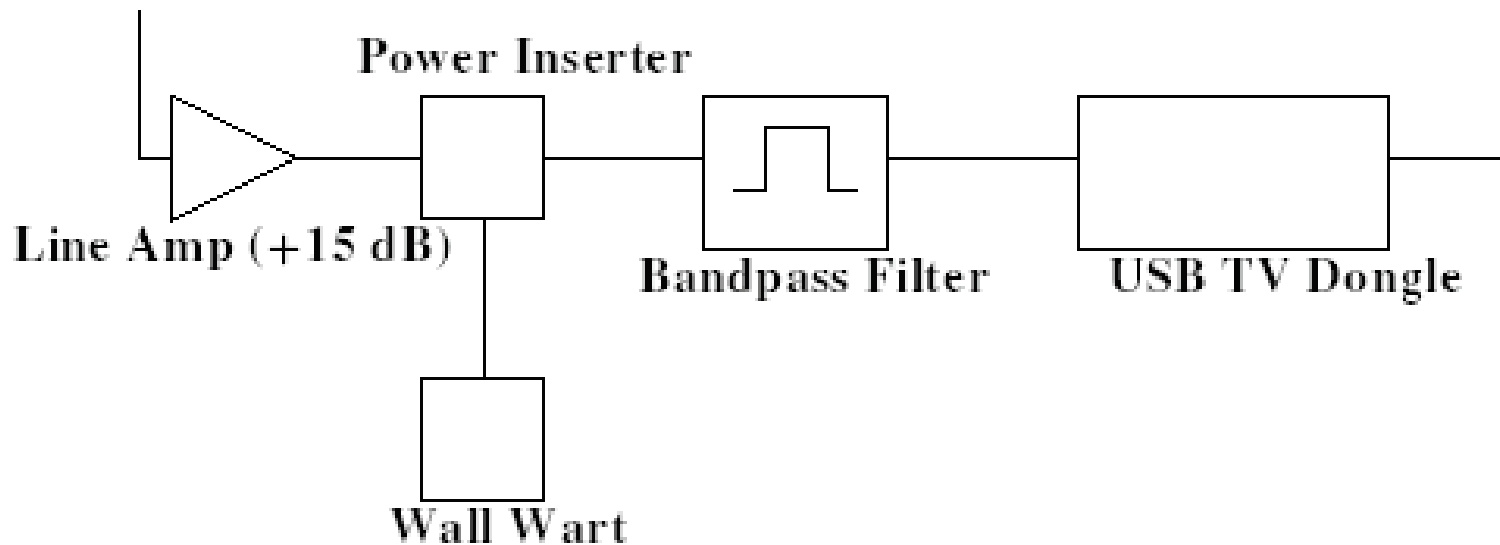 Power Inserter
Line Amp (+15 dB)
Bandpass Filter
USB TV Dongle
Wall Wart